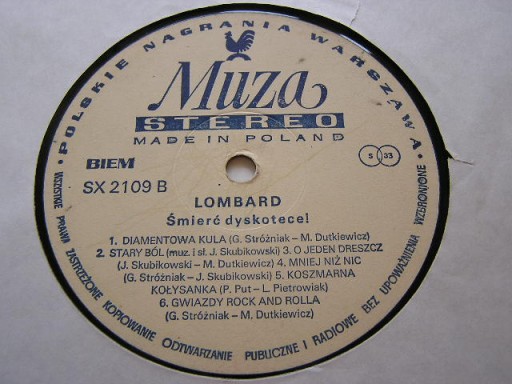 • POLSKIE NAGRANIA WARSZAWA •
Muza
STEREO
MADE IN POLAND
BIEM
S 33
SX 2109 B
LOMBARD
Śmierć dyskotece!
1. DIAMENTOWA KULA (G. Stróżniak – M. Dutkiewicz)
2. STARY BÓL (muz. i sł. J. Skubikowski) 3. O JEDEN DRESZCZ
(J. Skubikowski – M. Dutkiewicz) 4. MNIEJ NIŻ NIC
(G. Stróżniak – J. Skubikowski) 5. KOSZMARNA
KOŁYSANKA (P. Put – L. Pietrowiak)
6. GWIAZDY ROCK AND ROLLA
(G. Stróżniak – M. Dutkiewicz)
WSZYSTKIE PRAWA ZASTRZEŻONE KOPIOWANIE ODTWARZANIE PUBLICZNE I RADIOWE BEZ UPOWAŻNIENIA WZBRONIONE